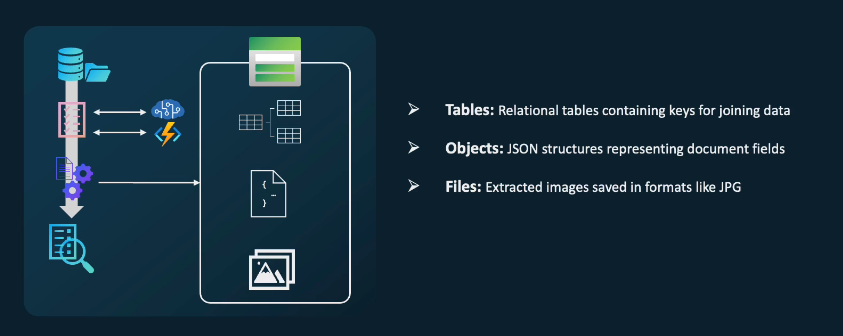 {
...
}
Tables: Relational tables containing keys for joining data
Objects: JSON structures representing document fields
Files: Extracted images saved in formats like JPG